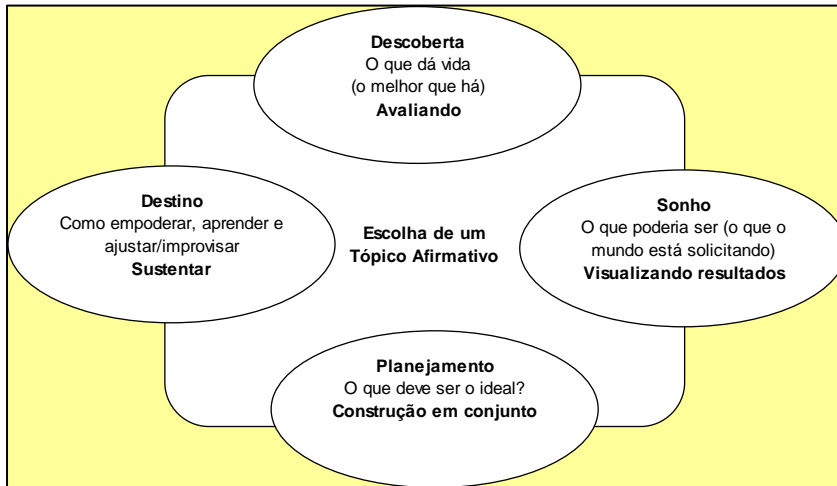 Descoberta
O que dá vida
(o melhor que há)
Avaliando
Destino
Como empoderar, aprender e
ajustar/improvisar
Sustentar
Escolha de um
Tópico Afirmativo
Sonho
O que poderia ser (o que o
mundo está solicitando)
Visualizando resultados
Planejamento
O que deve ser o ideal?
Construção em conjunto